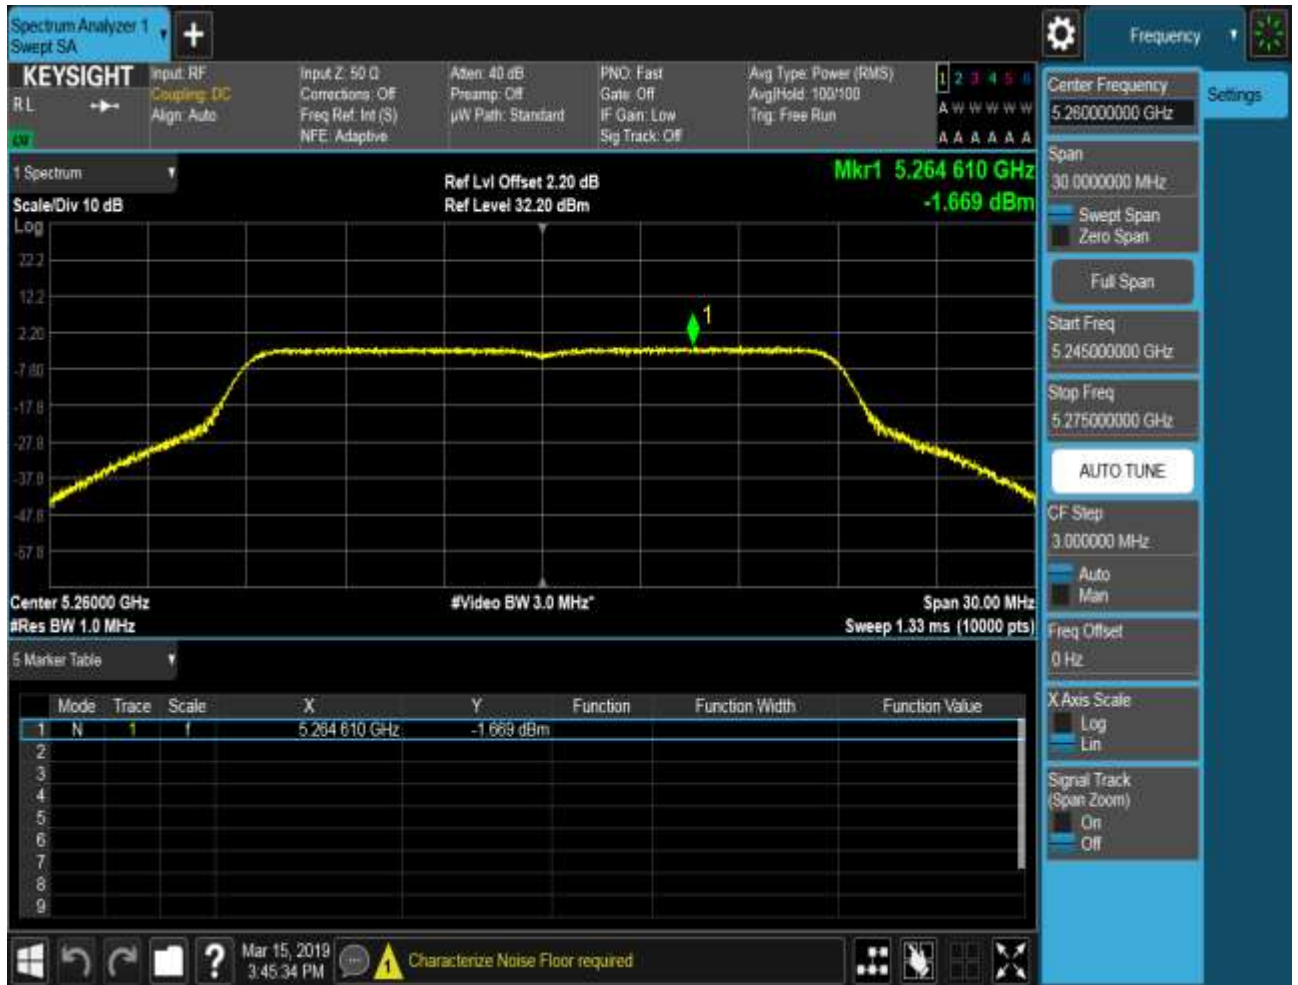 Spectrum Analyzer 1
Swept SA
+
Frequency
KEYSIGHT
RL
Input: RF
Coupling: DC
Align: Auto
Input Z: 50 Ω
Corrections: Off
Freq Ref: Int (S)
NFE: Adaptive
Atten: 40 dB
Preamp: Off
µW Path: Standard
PNO: Fast
Gate: Off
IF Gain: Low
Sig Track: Off
Avg Type: Power (RMS)
Avg|Hold: 100/100
Trig: Free Run
1 2 3 4 5 6
A W W W W W
A A A A A A
1 Spectrum
Scale/Div 10 dB
Ref Lvl Offset 2.20 dB
Ref Level 32.20 dBm
Mkr1 5.264 610 GHz
-1.669 dBm
Log
22.2
12.2
2.20
-7.80
-17.8
-27.8
-37.8
-47.8
-57.8
1
Center 5.26000 GHz
#Res BW 1.0 MHz
#Video BW 3.0 MHz*
Span 30.00 MHz
Sweep 1.33 ms (10000 pts)
5 Marker Table
Mode Trace Scale X Y Function Function Width Function Value
1 N 1 f 5.264 610 GHz -1.669 dBm
2
3
4
5
6
7
8
9
Mar 15, 2019
3:45:34 PM
?
1
Characterize Noise Floor required
Settings
Center Frequency
5.260000000 GHz
Span
30.0000000 MHz
Swept Span
Zero Span
Full Span
Start Freq
5.245000000 GHz
Stop Freq
5.275000000 GHz
AUTO TUNE
CF Step
3.000000 MHz
Auto
Man
Freq Offset
0 Hz
X Axis Scale
Log
Lin
Signal Track
(Span Zoom)
On
Off